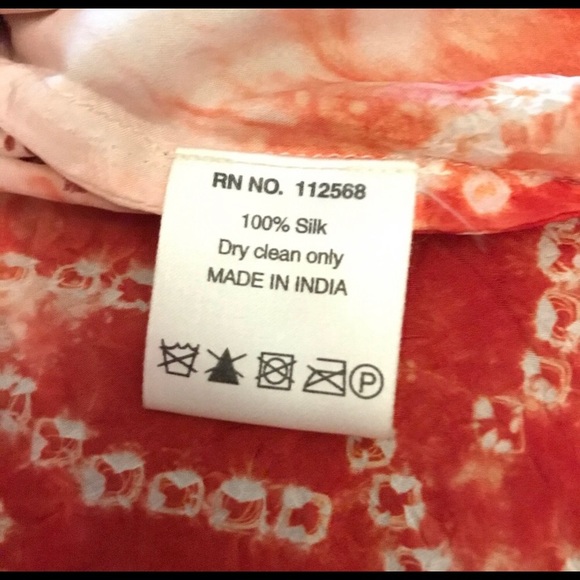 RN NO. 112568
100% Silk
Dry clean only
MADE IN INDIA
P